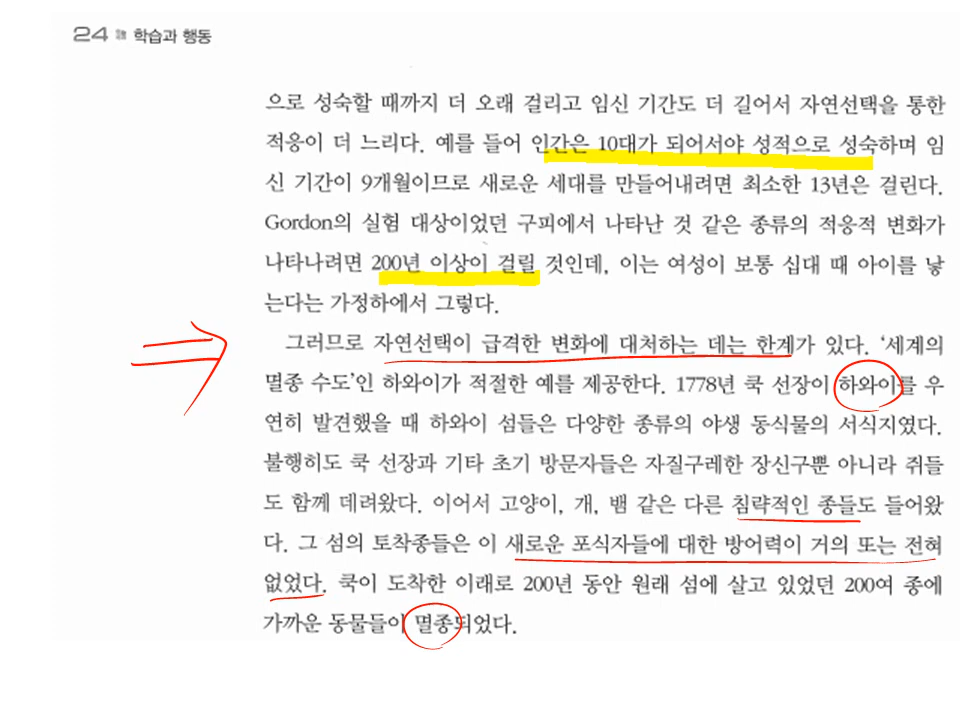 24 학습과 행동
으로 성숙할 때까지 더 오래 걸리고 임신 기간도 더 길어서 자연선택을 통한
적응이 더 느리다. 예를 들어 인간은 10대가 되어서야 성적으로 성숙하며 임
신 기간이 9개월이므로 새로운 세대를 만들어내려면 최소한 13년은 걸린다.
Gordon의 실험 대상이었던 구피에서 나타난 것 같은 종류의 적응적 변화가
나타나려면 200년 이상이 걸릴 것인데, 이는 여성이 보통 십대 때 아이를 낳
는다는 가정하에서 그렇다.
그러므로 자연선택이 급격한 변화에 대처하는 데는 한계가 있다. ‘세계의
멸종 수도’인 하와이가 적절한 예를 제공한다. 1778년 쿡 선장이 하와이를 우
연히 발견했을 때 하와이 섬들은 다양한 종류의 야생 동식물의 서식지였다.
불행히도 쿡 선장과 기타 초기 방문자들은 자질구레한 장신구뿐 아니라 쥐들
도 함께 데려왔다. 이어서 고양이, 개, 뱀 같은 다른 침략적인 종들도 들어왔
다. 그 섬의 토착종들은 이 새로운 포식자들에 대한 방어력이 거의 또는 전혀
없었다. 쿡이 도착한 이래로 200년 동안 원래 섬에 살고 있었던 200여 종에
가까운 동물들이 멸종되었다.